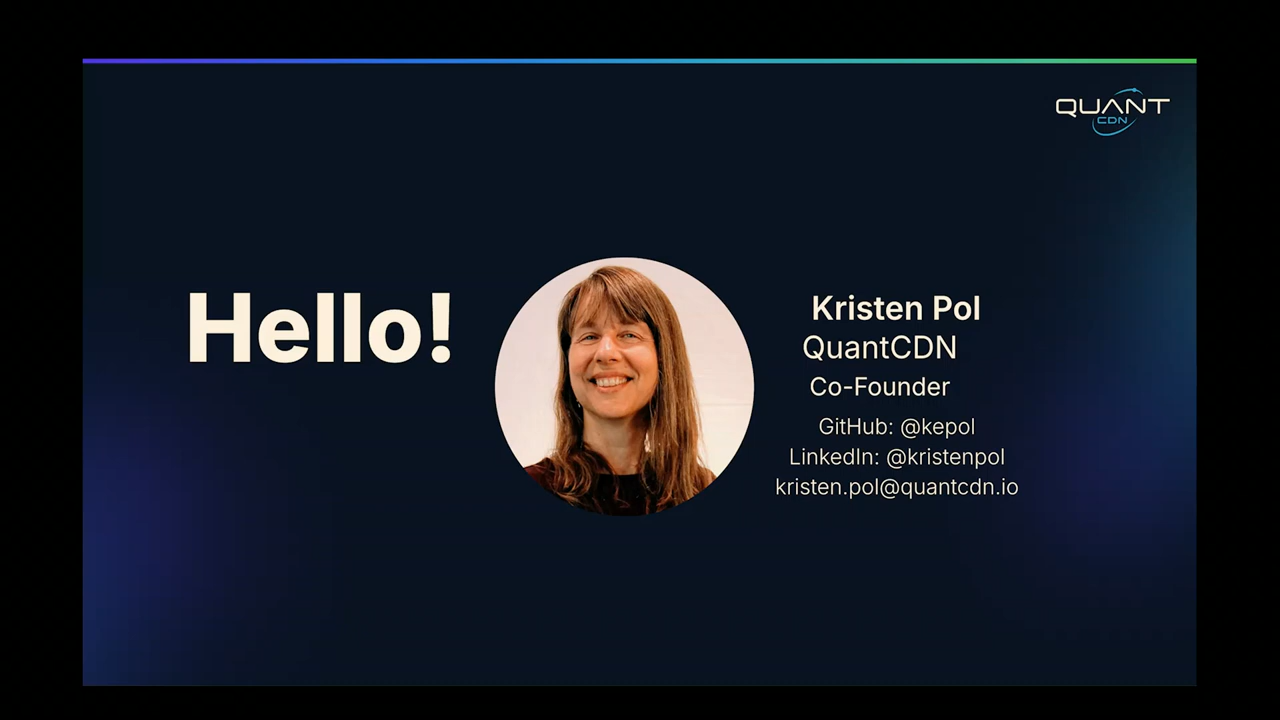 QUANT
CDN
Hello!
Kristen Pol
QuantCDN
Co-Founder
GitHub: @kepol
LinkedIn: @kristenpol
kristen.pol@quantcdn.io